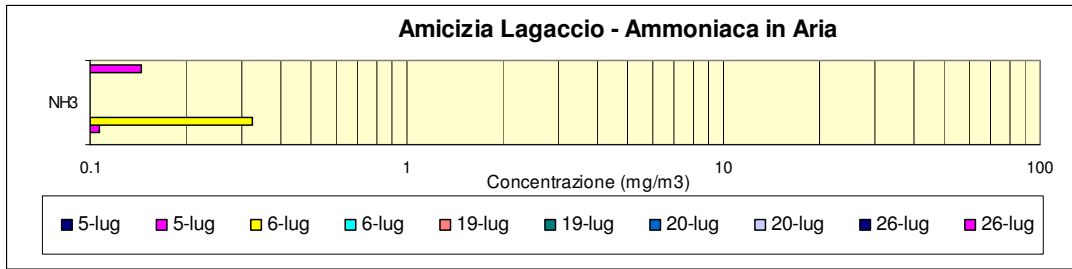 Amicizia Lagaccio - Ammoniaca in Aria
NH3
0.1 1 10 100
Concentrazione (mg/m3)
5-lug 5-lug 6-lug 6-lug 19-lug 19-lug 20-lug 20-lug 26-lug 26-lug